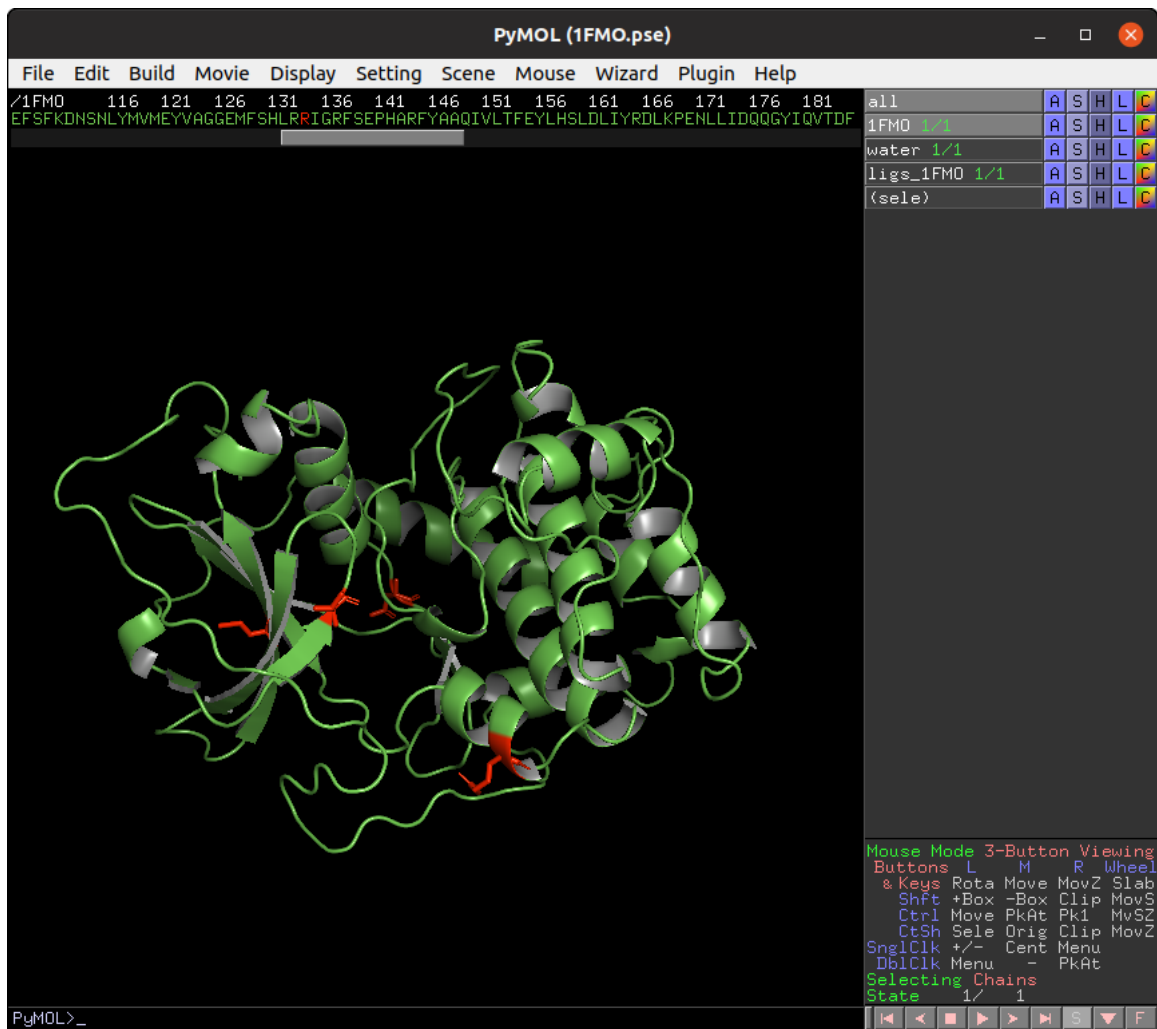 PyMOL (1FMO.pse)
File Edit Build Movie Display Setting Scene Mouse Wizard Plugin Help
/1FMO 116 121 126 131 136 141 146 151 156 161 166 171 176 181
EFSFKDNSNLYMVMEYVAGGEMFSHLRRIGRFSEPHARFYAAQIVLTFEYLHSLDLIYRDLKPENLLIDQQGYIQVTDF
all A S H L C
1FMO 1/1 A S H L C
water 1/1 A S H L C
ligs_1FMO 1/1 A S H L C
(sele) A S H L C
Mouse Mode 3-Button Viewing
Buttons L M R Wheel
& Keys Rota Move MovZ Slab
Shft +Box -Box Clip MovS
Ctrl Move PkAt Pk1 MvSZ
CtSh Sele Orig Clip MovZ
SnglClk +/- Cent Menu
DblClk Menu - PkAt
Selecting Chains
State 1/ 1
PyMOL>_
S F